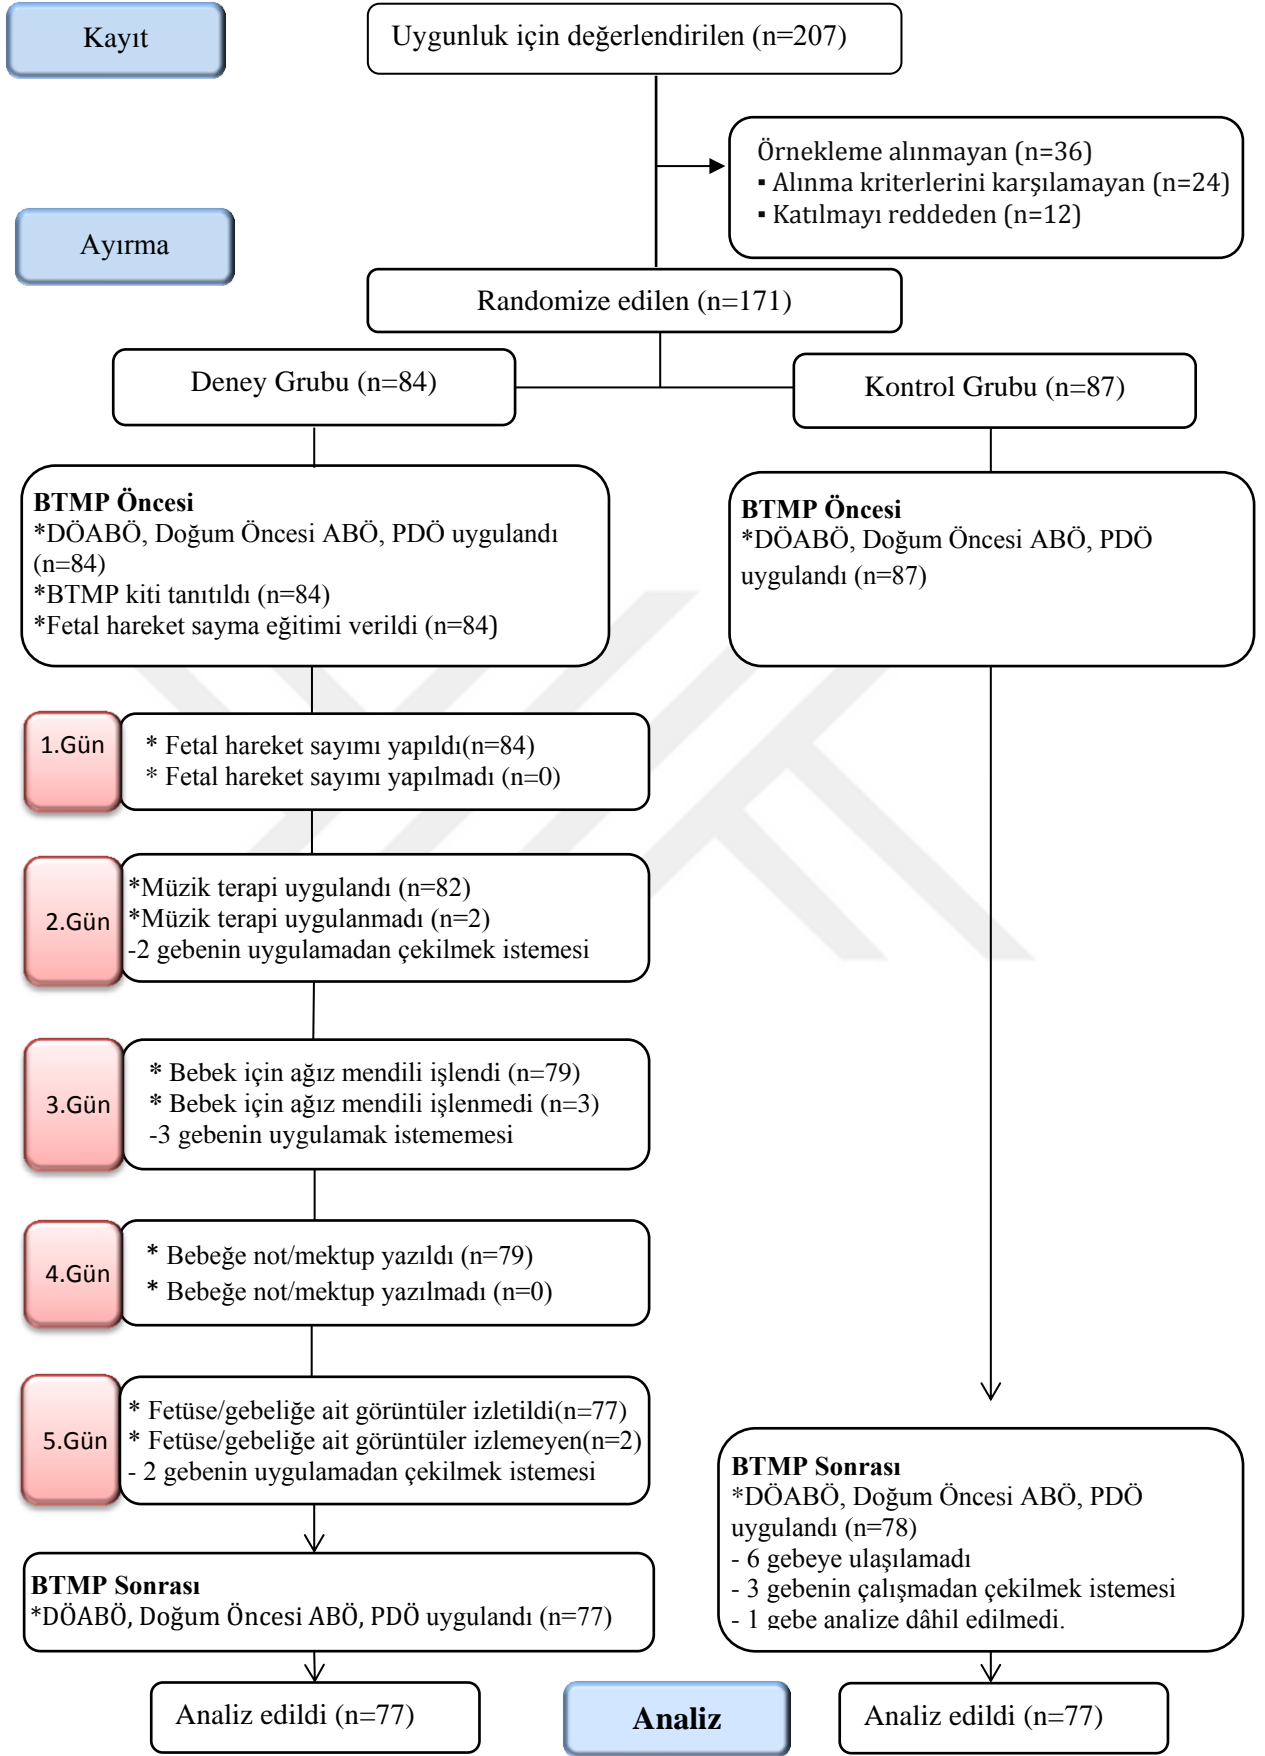 Kayıt
Uygunluk için değerlendirilen (n=207)
Örnekleme alınmayan (n=36)
▪ Alınma kriterlerini karşılamayan (n=24)
▪ Katılmayı reddeden (n=12)
Ayırma
Randomize edilen (n=171)
Deney Grubu (n=84)
Kontrol Grubu (n=87)
BTMP Öncesi
*DÖABÖ, Doğum Öncesi ABÖ, PDÖ uygulandı
(n=84)
*BTMP kiti tanıtıldı (n=84)
*Fetal hareket sayma eğitimi verildi (n=84)
BTMP Öncesi
*DÖABÖ, Doğum Öncesi ABÖ, PDÖ
uygulandı (n=87)
1.Gün
* Fetal hareket sayımı yapıldı(n=84)
* Fetal hareket sayımı yapılmadı (n=0)
2.Gün
*Müzik terapi uygulandı (n=82)
*Müzik terapi uygulanmadı (n=2)
-2 gebenin uygulamadan çekilmek istemesi
3.Gün
* Bebek için ağız mendili işlendi (n=79)
* Bebek için ağız mendili işlenmedi (n=3)
-3 gebenin uygulamak istememesi
4.Gün
* Bebeğe not/mektup yazıldı (n=79)
* Bebeğe not/mektup yazılmadı (n=0)
5.Gün
* Fetüse/gebeliğe ait görüntüler izletildi(n=77)
* Fetüse/gebeliğe ait görüntüler izlemeyen(n=2)
- 2 gebenin uygulamadan çekilmek istemesi
BTMP Sonrası
*DÖABÖ, Doğum Öncesi ABÖ, PDÖ
uygulandı (n=78)
- 6 gebeye ulaşılamadı
- 3 gebenin çalışmadan çekilmek istemesi
- 1 gebe analize dâhil edilmedi.
BTMP Sonrası
*DÖABÖ, Doğum Öncesi ABÖ, PDÖ uygulandı (n=77)
Analiz edildi (n=77)
Analiz
Analiz edildi (n=77)